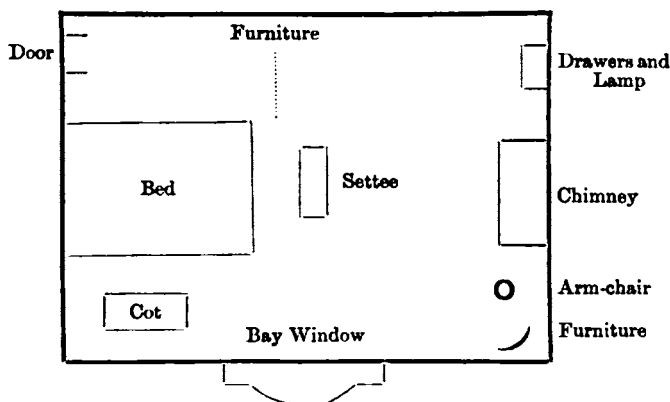 Furniture
Door
Drawers and
Lamp
Bed
Settee
Chimney
Cot
Arm-chair
Bay Window
Furniture